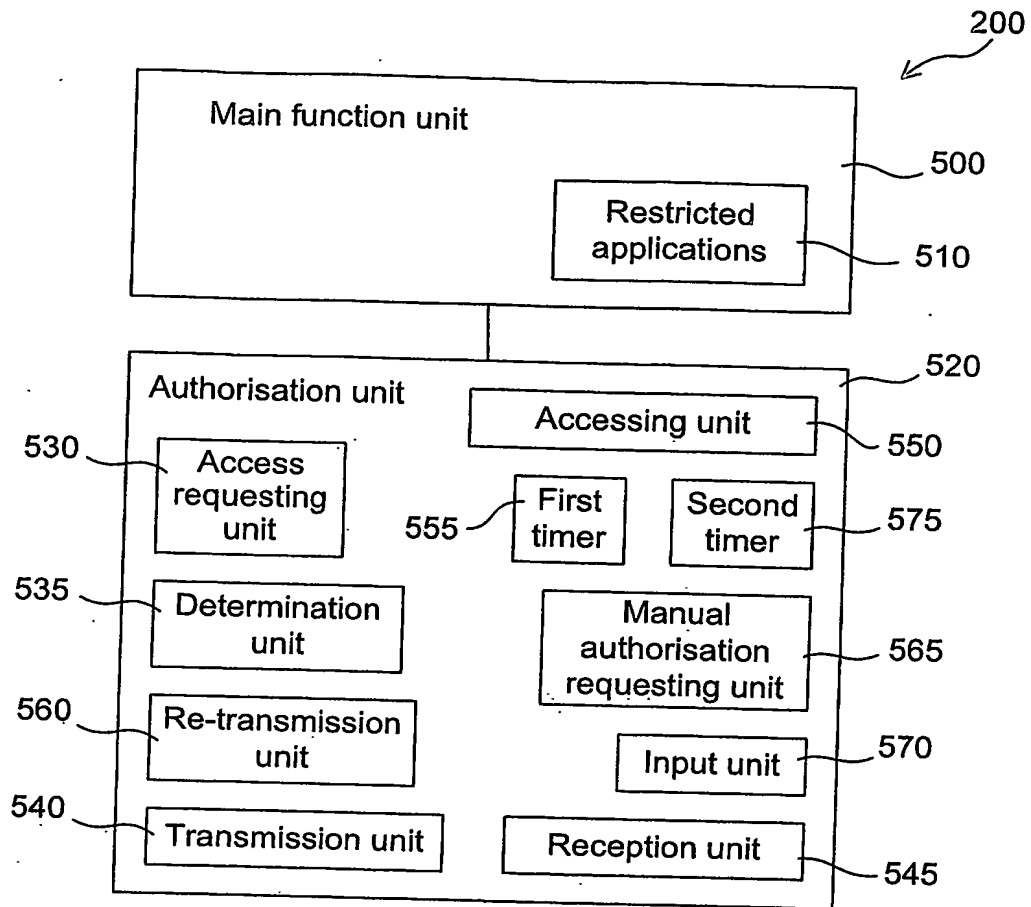 200
Main function unit
500
Restricted
applications
510
520
Authorisation unit
Accessing unit
550
530
Access
requesting
unit
555
First
timer
Second
timer
575
535
Determination
unit
Manual
authorisation
requesting unit
565
560
Re-transmission
unit
Input unit
570
540
Transmission unit
Reception unit
545